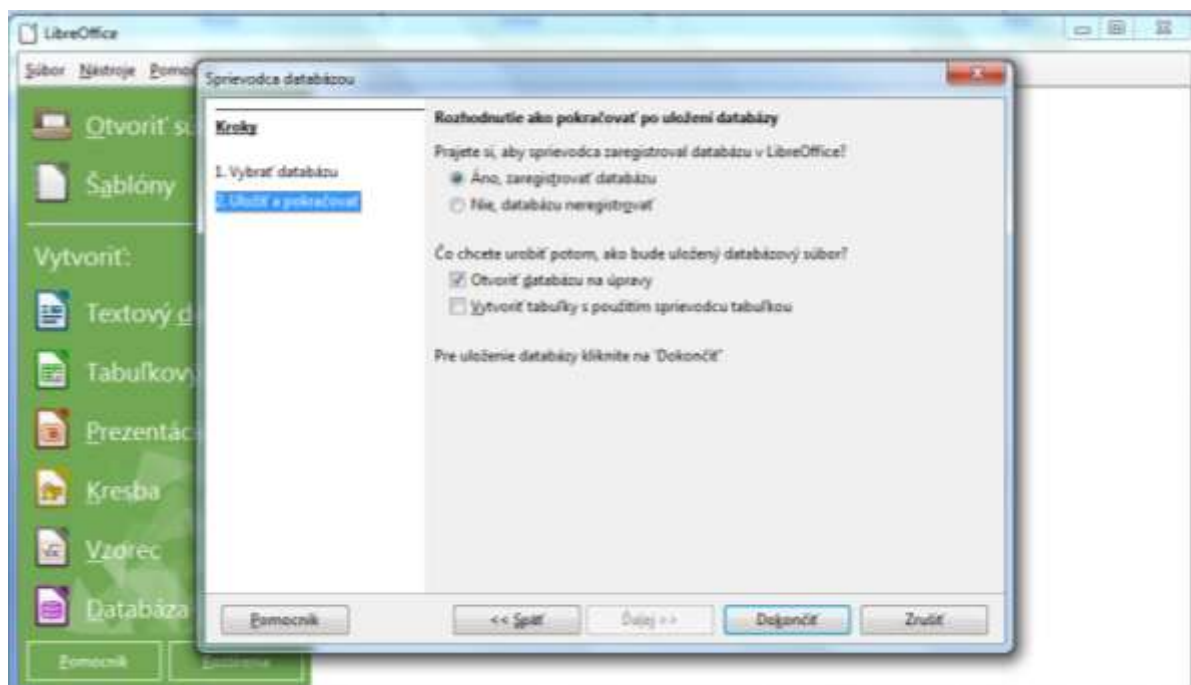 LibreOffice
Súbor Nástroje Pomoc
Otvoriť sú
Šablóny
Vytvoriť:
Textový d
Tabuľkový
Prezentác
Kresba
Vzorec
Databáza
Pomocník
Sprievodca databázou
Kroky
1. Vybrať databázu
2. Uložiť a pokračovať
Rozhodnutie ako pokračovať po uložení databázy
Prajete si, aby sprievodca zaregistroval databázu v LibreOffice?
Áno, zaregistrovať databázu
Nie, databázu neregistrovať
Čo chcete urobiť potom, ako bude uložený databázový súbor?
Otvoriť databázu na úpravy
Vytvoriť tabuľky s použitím sprievodcu tabuľkou
Pre uloženie databázy kliknite na 'Dokončiť'
Pomocník
<< Späť
Ďalej >>
Dokončiť
Zrušiť